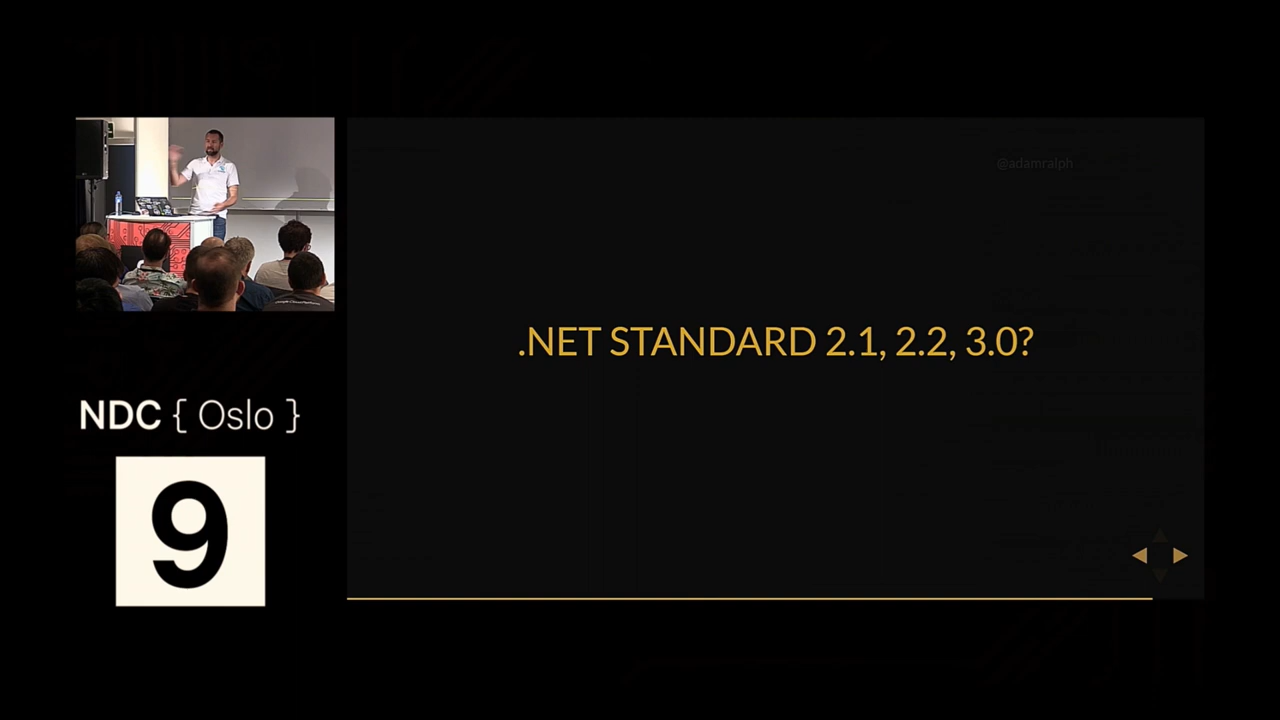 @adamralph
.NET STANDARD 2.1, 2.2, 3.0?
NDC { Oslo }
9